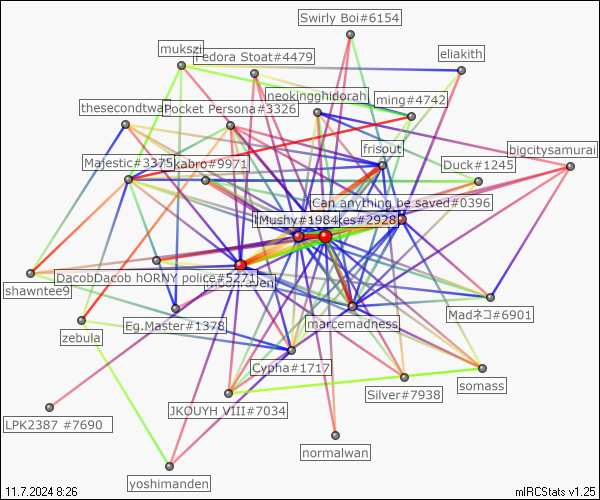 Swirly Boi#6154
mukszi
Fedora Stoat#4479
eliakith
neokingghidorah
ming#4742
thesecondtwan
Pocket Persona#3326
frisout
bigcitysamurai
Majestic#3375
kabro#9971
Duck#1245
Can anything be saved#0396
Mushy#1984
kes#2928
DacobDacob hORNY police#5271
shawntee9
Eg.Master#1378
marcemadness
Madネコ#6901
zebula
Cypha#1717
JKOUYH VIII#7034
Silver#7938
somass
LPK2387 #7690
normalwan
yoshimanden
11.7.2024 8:26
mIRCStats v1.25